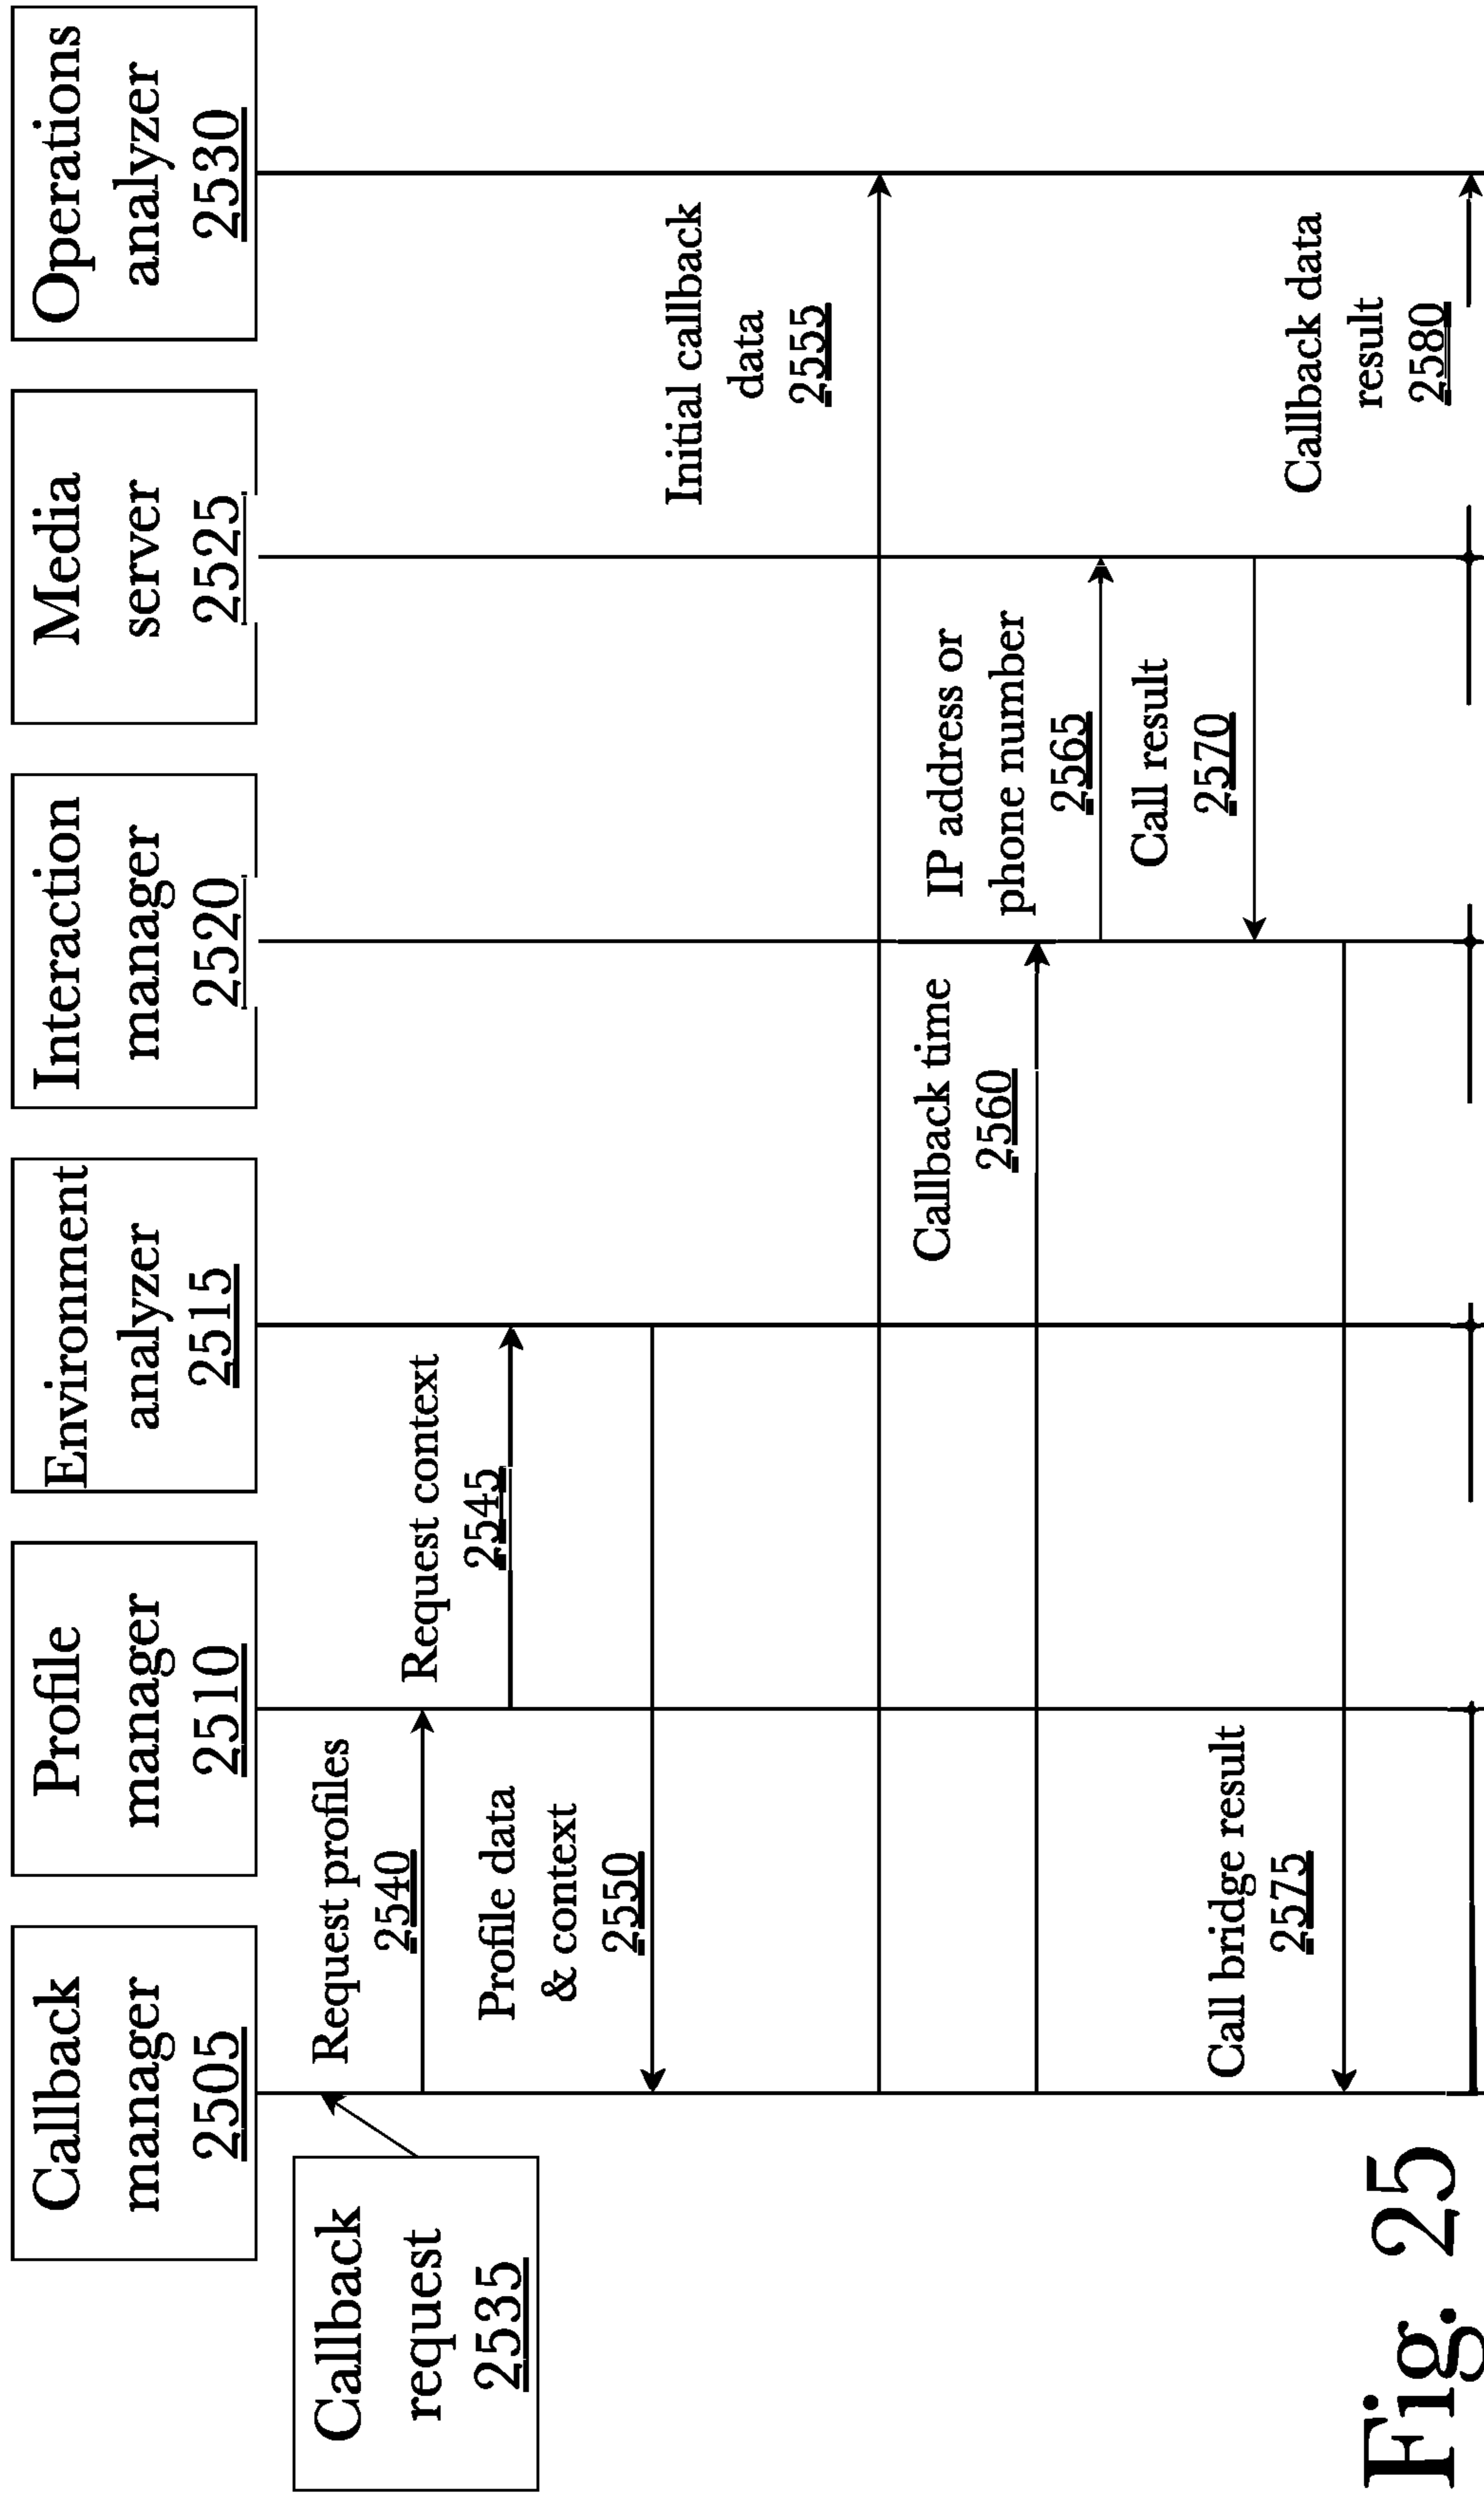 Callback
manager
2505
Profile
manager
2510
Environment
analyzer
2515
Interaction
manager
2520
Media
server
2525
Operations
analyzer
2530
Callback
request
2535
Request profiles
2540
Request context
2545
Profile data
& context
2550
Initial callback
data
2555
Callback time
2560
IP address or
phone number
2565
Call result
2570
Call bridge result
2575
Callback data
result
2580
Fig. 25